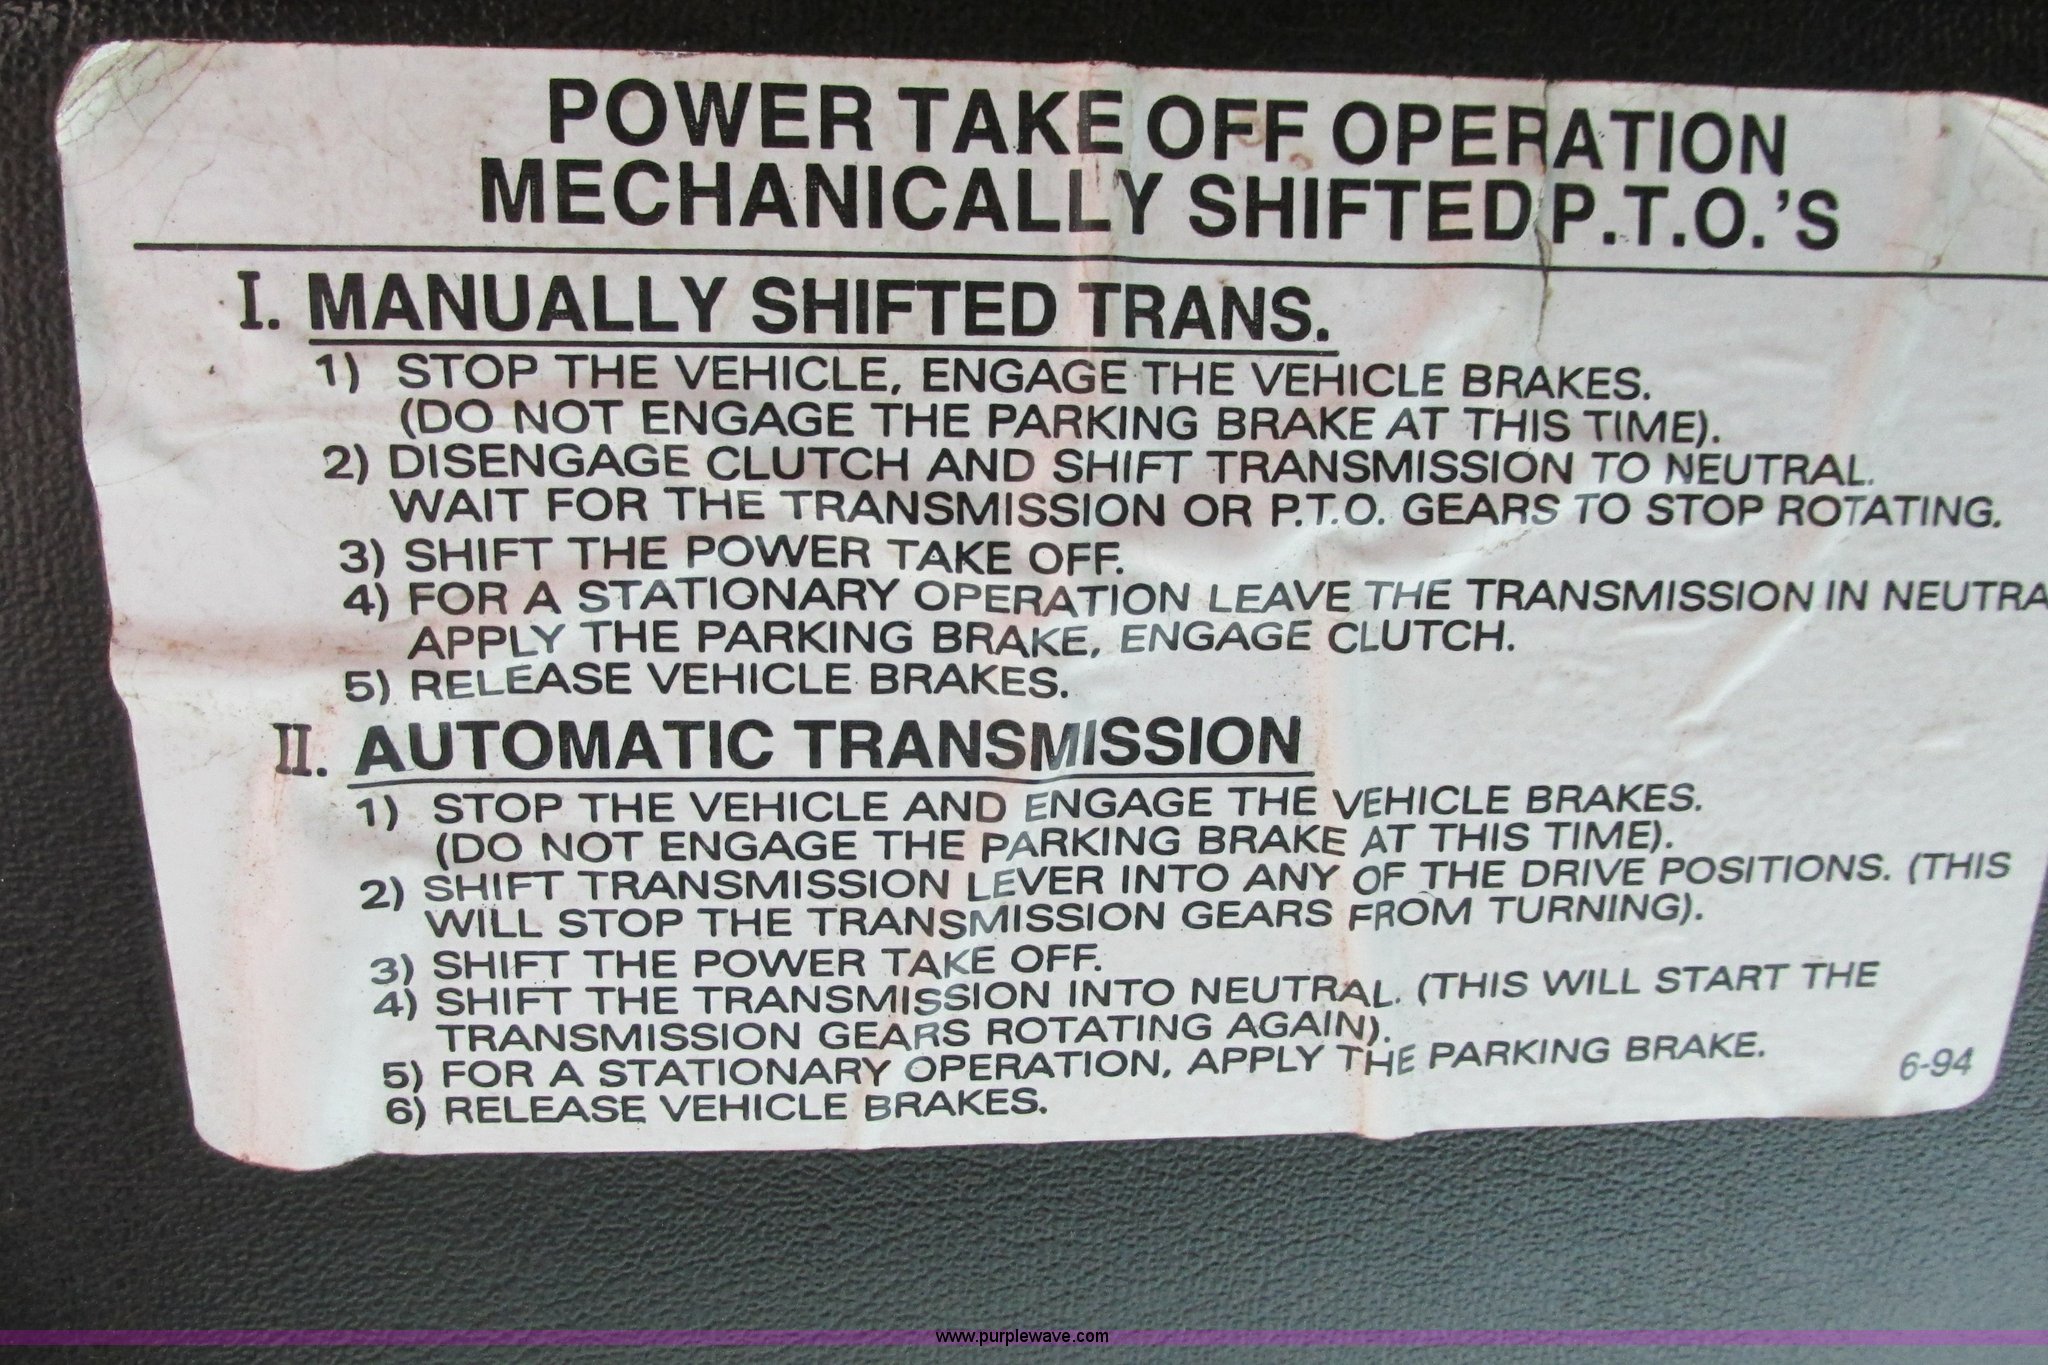 POWER TAKE OFF OPERATION
MECHANICALLY SHIFTED P.T.O.'S
I. MANUALLY SHIFTED TRANS.
1) STOP THE VEHICLE, ENGAGE THE VEHICLE BRAKES.
(DO NOT ENGAGE THE PARKING BRAKE AT THIS TIME).
2) DISENGAGE CLUTCH AND SHIFT TRANSMISSION TO NEUTRAL.
WAIT FOR THE TRANSMISSION OR P.T.O. GEARS TO STOP ROTATING.
3) SHIFT THE POWER TAKE OFF.
4) FOR A STATIONARY OPERATION LEAVE THE TRANSMISSION IN NEUTRA
APPLY THE PARKING BRAKE, ENGAGE CLUTCH.
5) RELEASE VEHICLE BRAKES.
II. AUTOMATIC TRANSMISSION
1) STOP THE VEHICLE AND ENGAGE THE VEHICLE BRAKES.
(DO NOT ENGAGE THE PARKING BRAKE AT THIS TIME).
2) SHIFT TRANSMISSION LEVER INTO ANY OF THE DRIVE POSITIONS. (THIS
WILL STOP THE TRANSMISSION GEARS FROM TURNING).
3) SHIFT THE POWER TAKE OFF.
4) SHIFT THE TRANSMISSION INTO NEUTRAL. (THIS WILL START THE
TRANSMISSION GEARS ROTATING AGAIN).
5) FOR A STATIONARY OPERATION, APPLY THE PARKING BRAKE.
6) RELEASE VEHICLE BRAKES.
6-94
www.purplewave.com